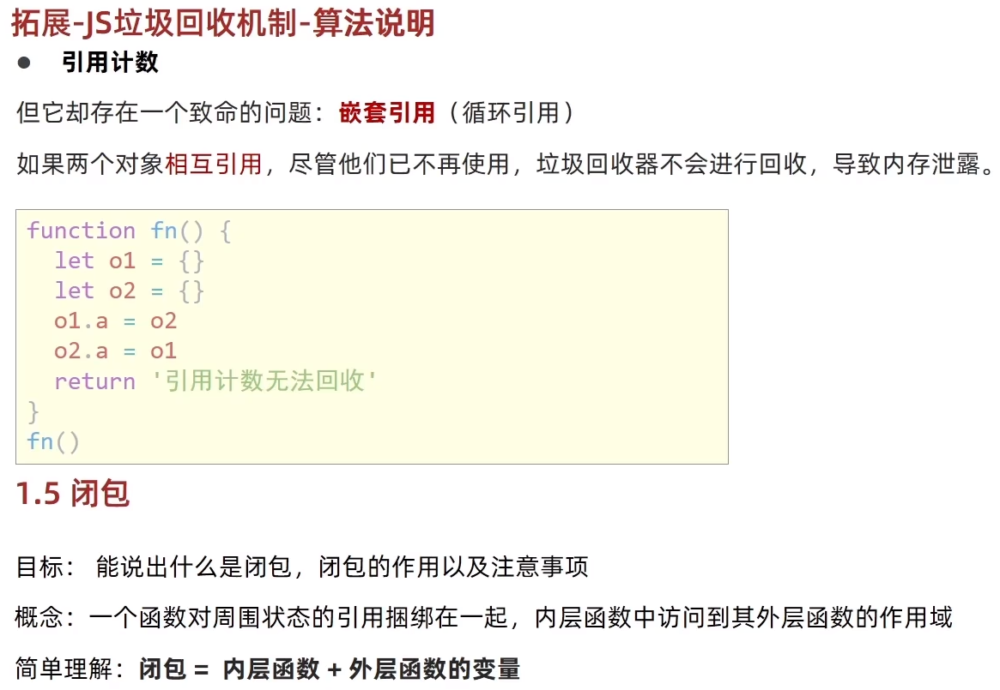 拓展-JS垃圾回收机制-算法说明
● 引用计数
但它却存在一个致命的问题：嵌套引用（循环引用）
如果两个对象相互引用，尽管他们已不再使用，垃圾回收器不会进行回收，导致内存泄露。
function fn() {
  let o1 = {}
  let o2 = {}
  o1.a = o2
  o2.a = o1
  return '引用计数无法回收'
}
fn()
1.5 闭包
目标： 能说出什么是闭包，闭包的作用以及注意事项
概念：一个函数对周围状态的引用捆绑在一起，内层函数中访问到其外层函数的作用域
简单理解：闭包 = 内层函数 + 外层函数的变量